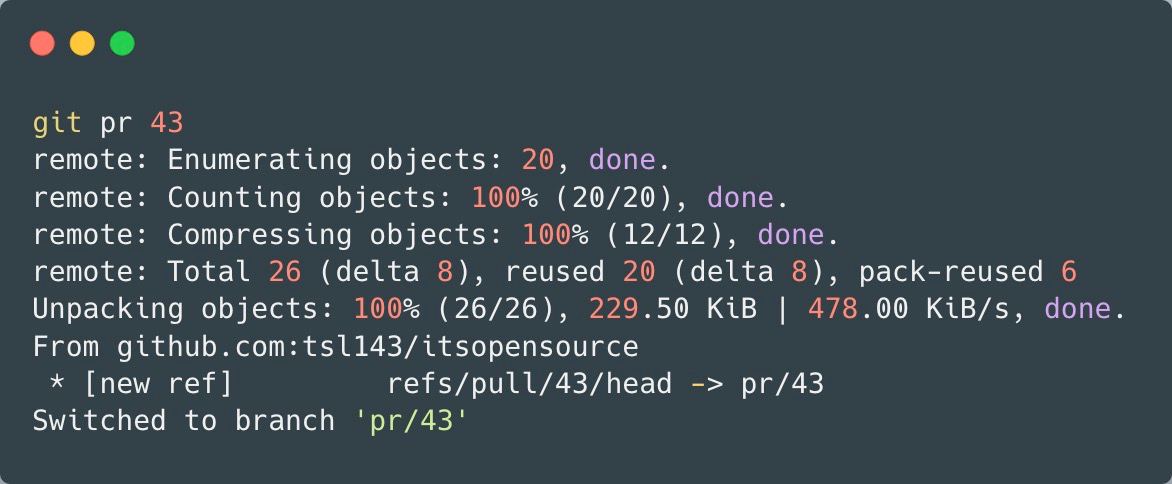 git pr 43
remote: Enumerating objects: 20, done.
remote: Counting objects: 100% (20/20), done.
remote: Compressing objects: 100% (12/12), done.
remote: Total 26 (delta 8), reused 20 (delta 8), pack-reused 6
Unpacking objects: 100% (26/26), 229.50 KiB | 478.00 KiB/s, done.
From github.com:tsl143/itsopensource
 * [new ref]         refs/pull/43/head -> pr/43
Switched to branch 'pr/43'